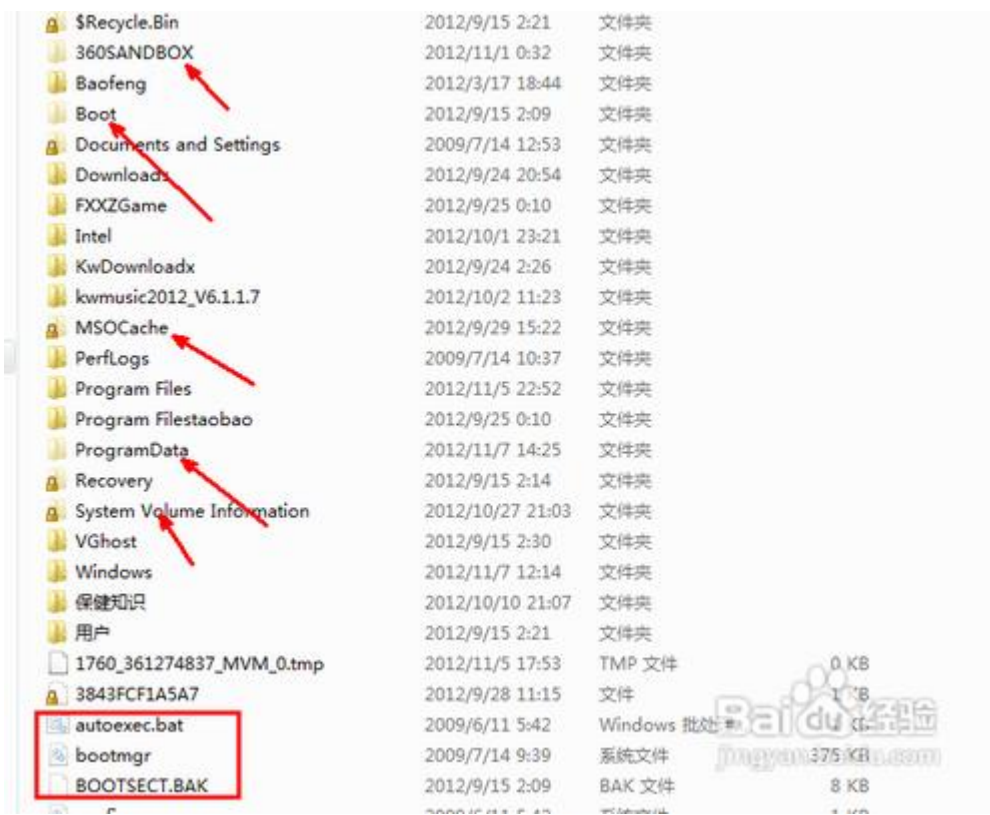 $Recycle.Bin 2012/9/15 2:21 文件夹
360SANDBOX 2012/11/1 0:32 文件夹
Baofeng 2012/3/17 18:44 文件夹
Boot 2012/9/15 2:09 文件夹
Documents and Settings 2009/7/14 12:53 文件夹
Downloads 2012/9/24 20:54 文件夹
FXXZGame 2012/9/25 0:10 文件夹
Intel 2012/10/1 23:21 文件夹
KwDownloadx 2012/9/24 2:26 文件夹
kwmusic2012_V6.1.1.7 2012/10/2 11:23 文件夹
MSOCache 2012/9/29 15:22 文件夹
PerfLogs 2009/7/14 10:37 文件夹
Program Files 2012/11/5 22:52 文件夹
Program Filestaobao 2012/9/25 0:10 文件夹
ProgramData 2012/11/7 14:25 文件夹
Recovery 2012/9/15 2:14 文件夹
System Volume Information 2012/10/27 21:03 文件夹
VGhost 2012/9/15 2:30 文件夹
Windows 2012/11/7 12:14 文件夹
保健知识 2012/10/10 21:07 文件夹
用户 2012/9/15 2:21 文件夹
1760_361274837_MVM_0.tmp 2012/11/5 17:53 TMP 文件 0 KB
3843FCF1A5A7 2012/9/28 11:15 文件 1 KB
autoexec.bat 2009/6/11 5:42 Windows 批处
Baidu经验
bootmgr 2009/7/14 9:39 系统文件 375 KB
BOOTSECT.BAK 2012/9/15 2:09 BAK 文件 8 KB